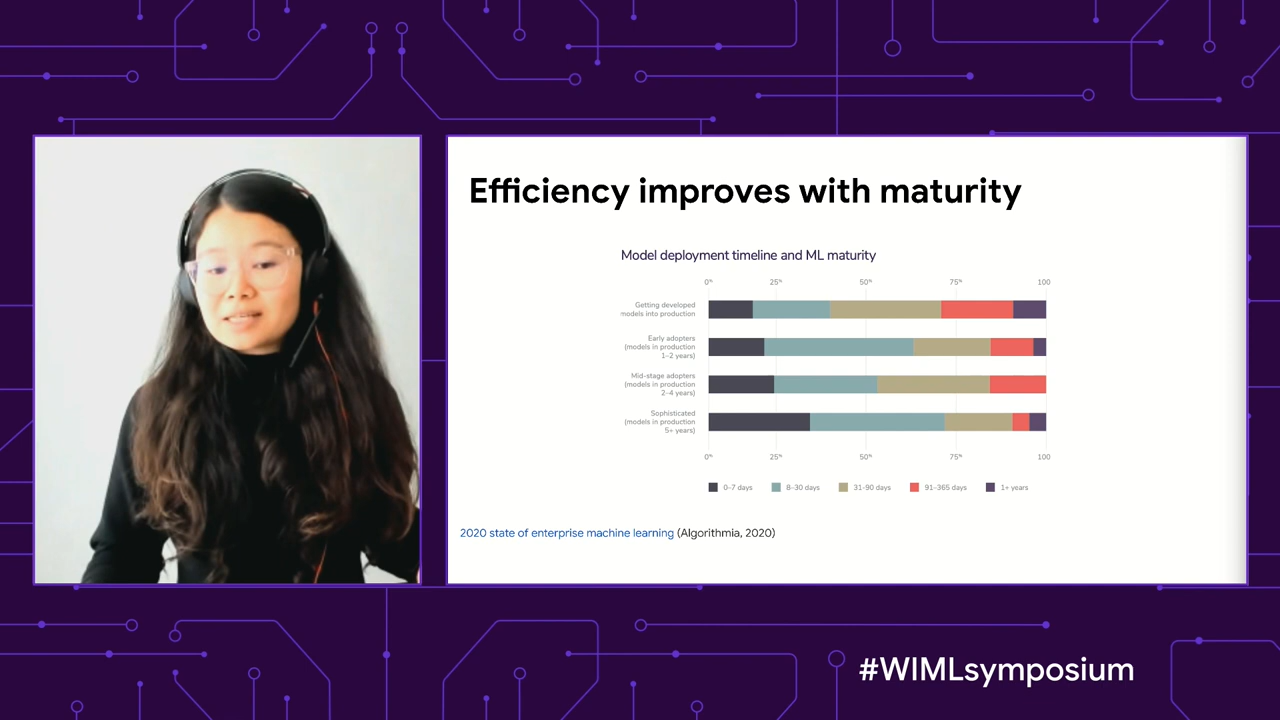 Efficiency improves with maturity
Model deployment timeline and ML maturity
0% 25% 50% 75% 100
Getting developed
models into production
Early adopters
(models in production
1–2 years)
Mid-stage adopters
(models in production
2–4 years)
Sophisticated
(models in production
5+ years)
0% 25% 50% 75% 100
0–7 days 8–30 days 31-90 days 91–365 days 1+ years
2020 state of enterprise machine learning (Algorithmia, 2020)
#WIMLsymposium